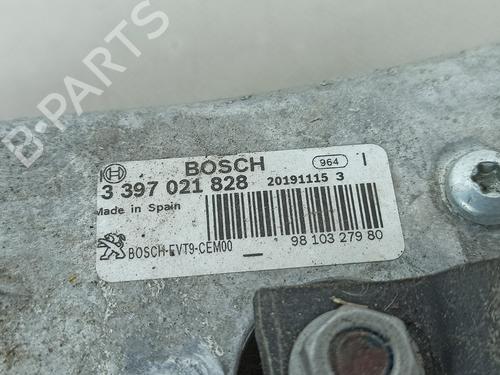 B-PARTS
BOSCH 964 I
3 397 021 828 20191115 3
Made in Spain
BOSCH-EVT9-CEM00 — 98 103 279 80